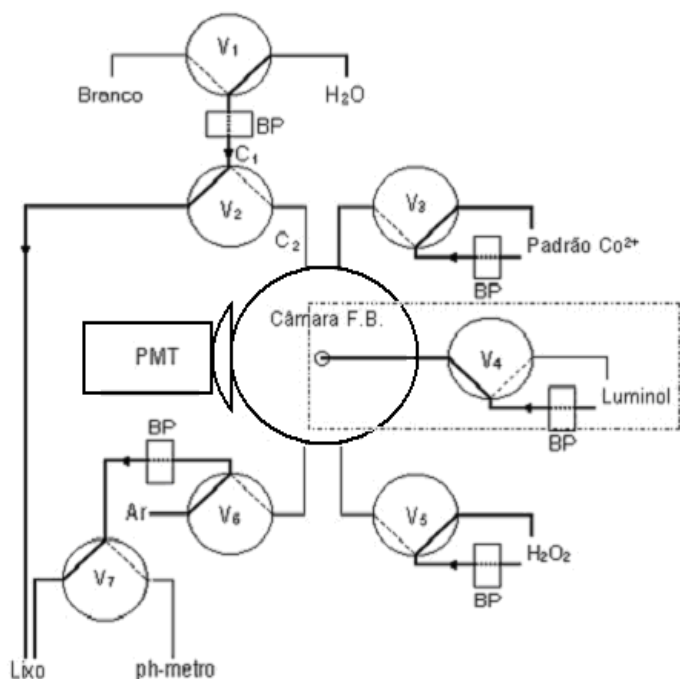 V₁
Branco
H₂O
BP
C₁
V₂
C₂
V₃
Padrão Co²⁺
BP
Câmara F.B.
PMT
V₄
Luminol
BP
BP
Ar
V₆
V₅
H₂O₂
BP
V₇
Lixo
ph-metro